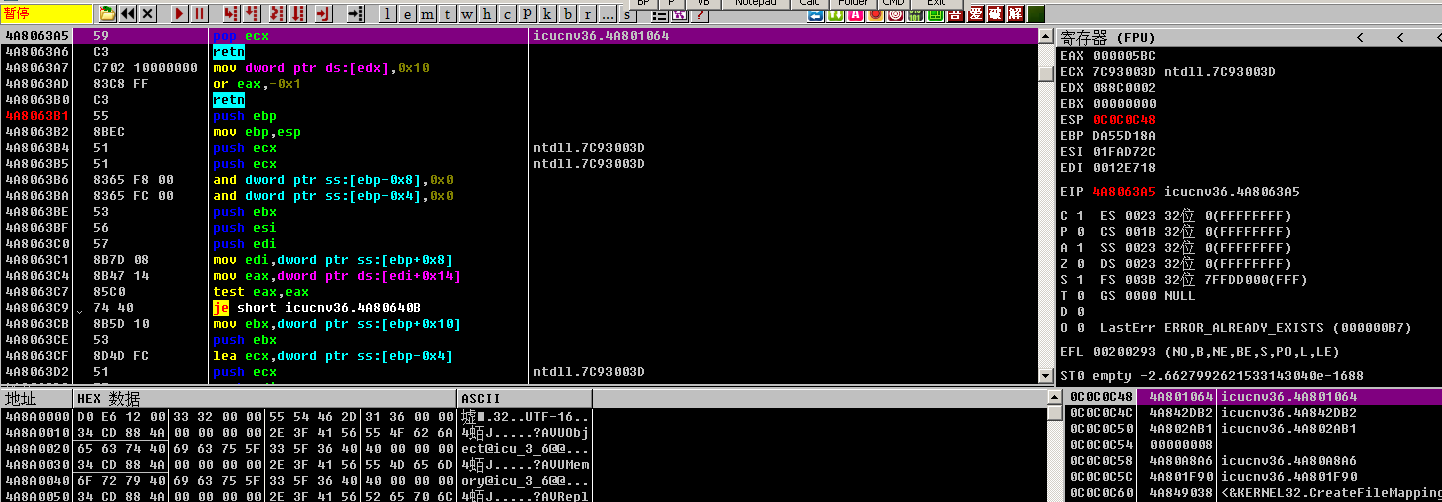 BP P VB Notepad Calc Folder CMD Exit
暂停 l e m t w h c p k b r ... s 吾 爱 破 解
4A8063A5 59 pop ecx icucnv36.4A801064
4A8063A6 C3 retn
4A8063A7 C702 10000000 mov dword ptr ds:[edx],0x10
4A8063AD 83C8 FF or eax,-0x1
4A8063B0 C3 retn
4A8063B1 55 push ebp
4A8063B2 8BEC mov ebp,esp
4A8063B4 51 push ecx ntdll.7C93003D
4A8063B5 51 push ecx ntdll.7C93003D
4A8063B6 8365 F8 00 and dword ptr ss:[ebp-0x8],0x0
4A8063BA 8365 FC 00 and dword ptr ss:[ebp-0x4],0x0
4A8063BE 53 push ebx
4A8063BF 56 push esi
4A8063C0 57 push edi
4A8063C1 8B7D 08 mov edi,dword ptr ss:[ebp+0x8]
4A8063C4 8B47 14 mov eax,dword ptr ds:[edi+0x14]
4A8063C7 85C0 test eax,eax
4A8063C9 74 40 je short icucnv36.4A80640B
4A8063CB 8B5D 10 mov ebx,dword ptr ss:[ebp+0x10]
4A8063CE 53 push ebx
4A8063CF 8D4D FC lea ecx,dword ptr ss:[ebp-0x4]
4A8063D2 51 push ecx ntdll.7C93003D
寄存器 (FPU) < < <
EAX 000005BC
ECX 7C93003D ntdll.7C93003D
EDX 088C0002
EBX 00000000
ESP 0C0C0C48
EBP DA55D18A
ESI 01FAD72C
EDI 0012E718
EIP 4A8063A5 icucnv36.4A8063A5
C 1 ES 0023 32位 0(FFFFFFFF)
P 0 CS 001B 32位 0(FFFFFFFF)
A 1 SS 0023 32位 0(FFFFFFFF)
Z 0 DS 0023 32位 0(FFFFFFFF)
S 1 FS 003B 32位 7FFDD000(FFF)
T 0 GS 0000 NULL
D 0
O 0 LastErr ERROR_ALREADY_EXISTS (000000B7)
EFL 00200293 (NO,B,NE,BE,S,PO,L,LE)
ST0 empty -2.6627992621533143040e-1688
地址 HEX 数据 ASCII
4A8A0000 D0 E6 12 00 33 32 00 00 55 54 46 2D 31 36 00 00 .32..UTF-16...
4A8A0010 34 CD 88 4A 00 00 00 00 2E 3F 41 56 55 4F 62 6A 4蛨J.....?AVUObj
4A8A0020 65 63 74 40 69 63 75 5F 33 5F 36 40 40 00 00 00 ect@icu_3_6@@...
4A8A0030 34 CD 88 4A 00 00 00 00 2E 3F 41 56 55 4D 65 6D 4蛨J.....?AVUMem
4A8A0040 6F 72 79 40 69 63 75 5F 33 5F 36 40 40 00 00 00 ory@icu_3_6@@...
4A8A0050 34 CD 88 4A 00 00 00 00 2E 3F 41 56 52 65 70 6C 4蛨J.....?AVRepl
0C0C0C48 4A801064 icucnv36.4A801064
0C0C0C4C 4A842DB2 icucnv36.4A842DB2
0C0C0C50 4A802AB1 icucnv36.4A802AB1
0C0C0C54 00000008
0C0C0C58 4A80A8A6 icucnv36.4A80A8A6
0C0C0C5C 4A801F90 icucnv36.4A801F90
0C0C0C60 4A849038 <&KERNEL32.CreateFileMapping